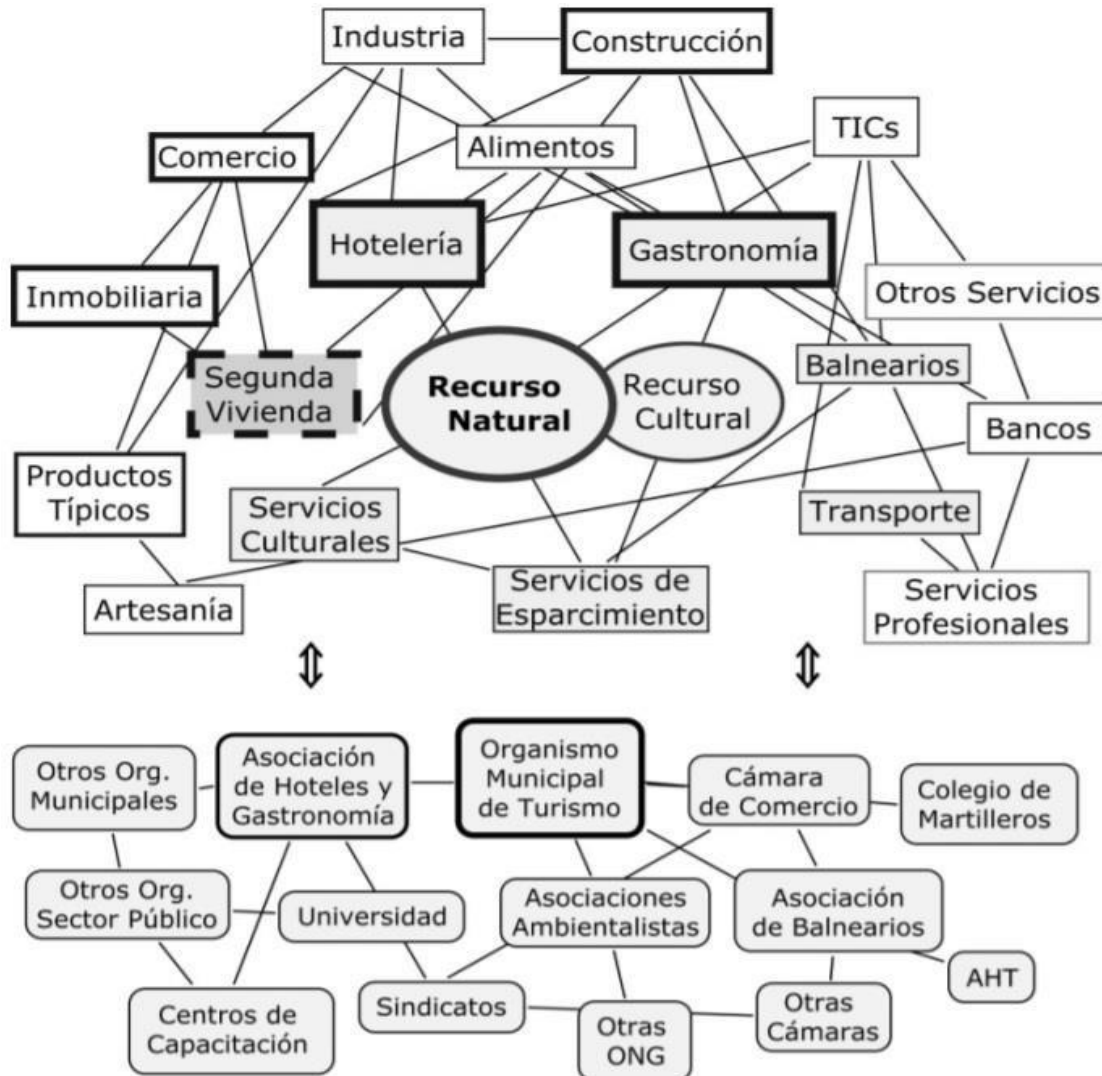 Industria
Construcción
TICs
Alimentos
Comercio
Hotelería
Gastronomía
Inmobiliaria
Otros Servicios
Segunda
Vivienda
Recurso
Natural
Recurso
Cultural
Balnearios
Bancos
Productos
Típicos
Servicios
Culturales
Transporte
Artesanía
Servicios de
Esparcimiento
Servicios
Profesionales
Otros Org.
Municipales
Asociación
de Hoteles y
Gastronomía
Organismo
Municipal
de Turismo
Cámara
de Comercio
Colegio de
Martilleros
Otros Org.
Sector Público
Universidad
Asociaciones
Ambientalistas
Asociación
de Balnearios
AHT
Centros de
Capacitación
Sindicatos
Otras
ONG
Otras
Cámaras